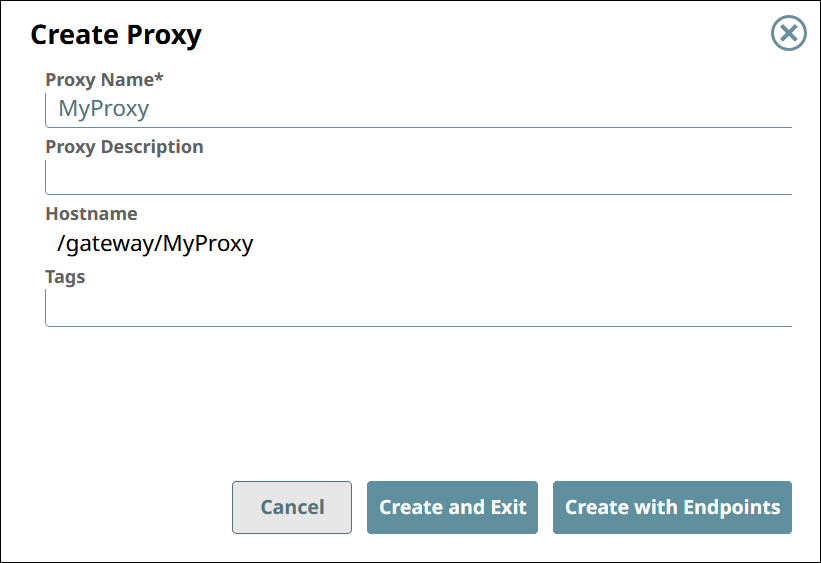 Create Proxy
Proxy Name*
MyProxy
Proxy Description
Hostname
/gateway/MyProxy
Tags
Cancel
Create and Exit
Create with Endpoints